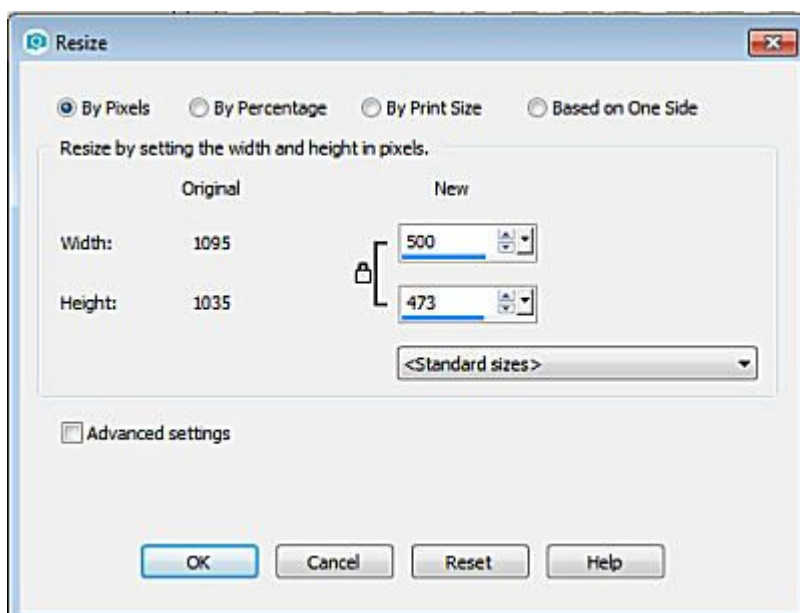 Resize
By Pixels By Percentage By Print Size Based on One Side
Resize by setting the width and height in pixels.
Original New
Width: 1095 500
Height: 1035 473
<Standard sizes>
Advanced settings
OK Cancel Reset Help